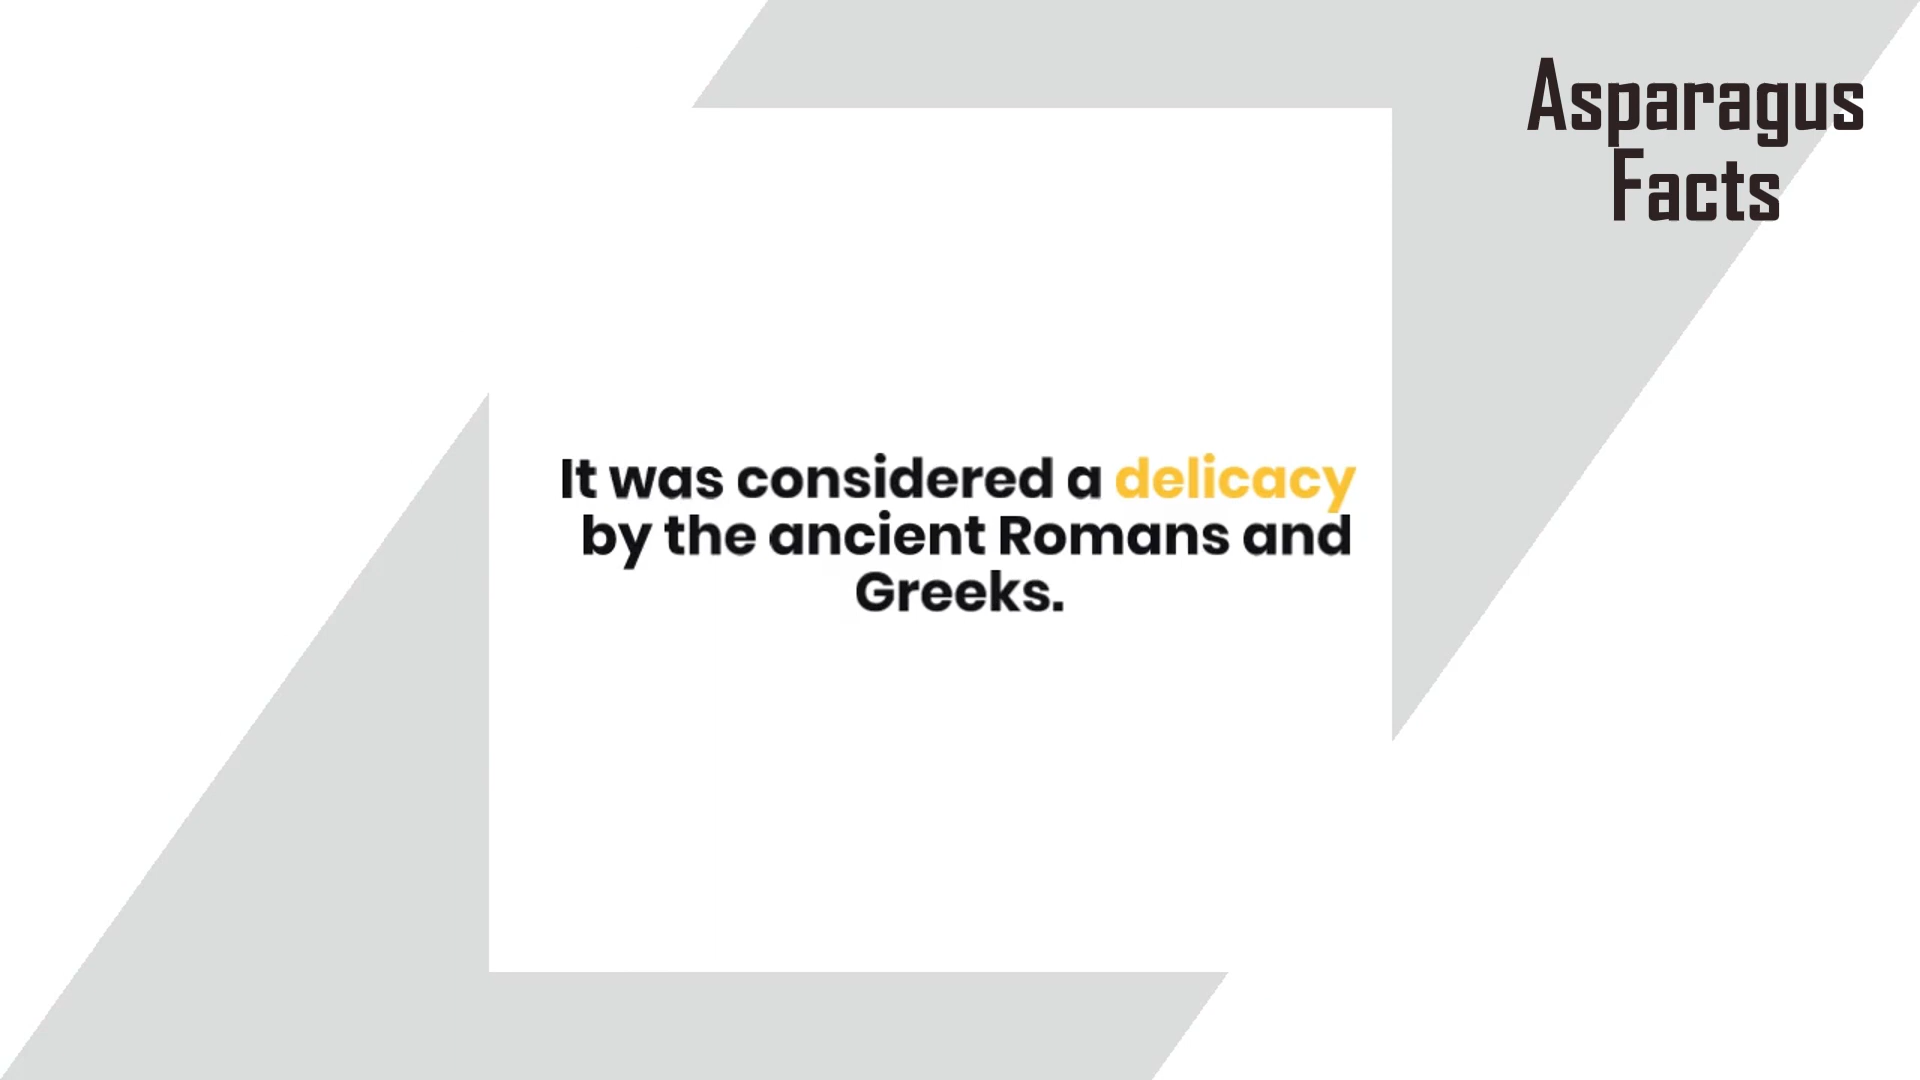 Asparagus
Facts
It was considered a delicacy
by the ancient Romans and
Greeks.